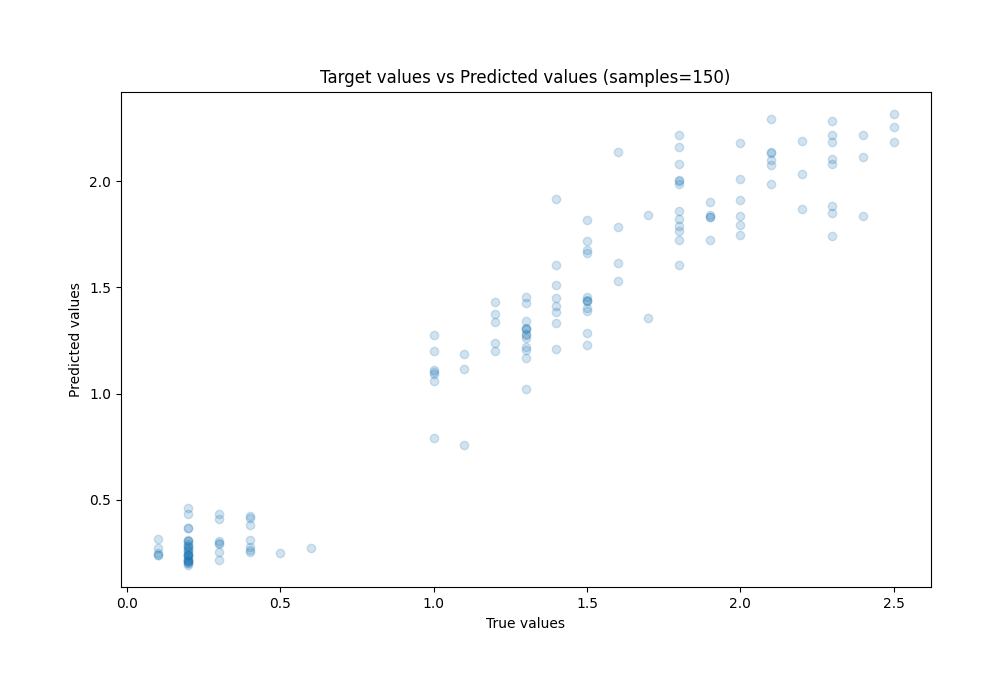 Target values vs Predicted values (samples=150)
Predicted values
2.0
1.5
1.0
0.5
0.0 0.5 1.0 1.5 2.0 2.5
True values